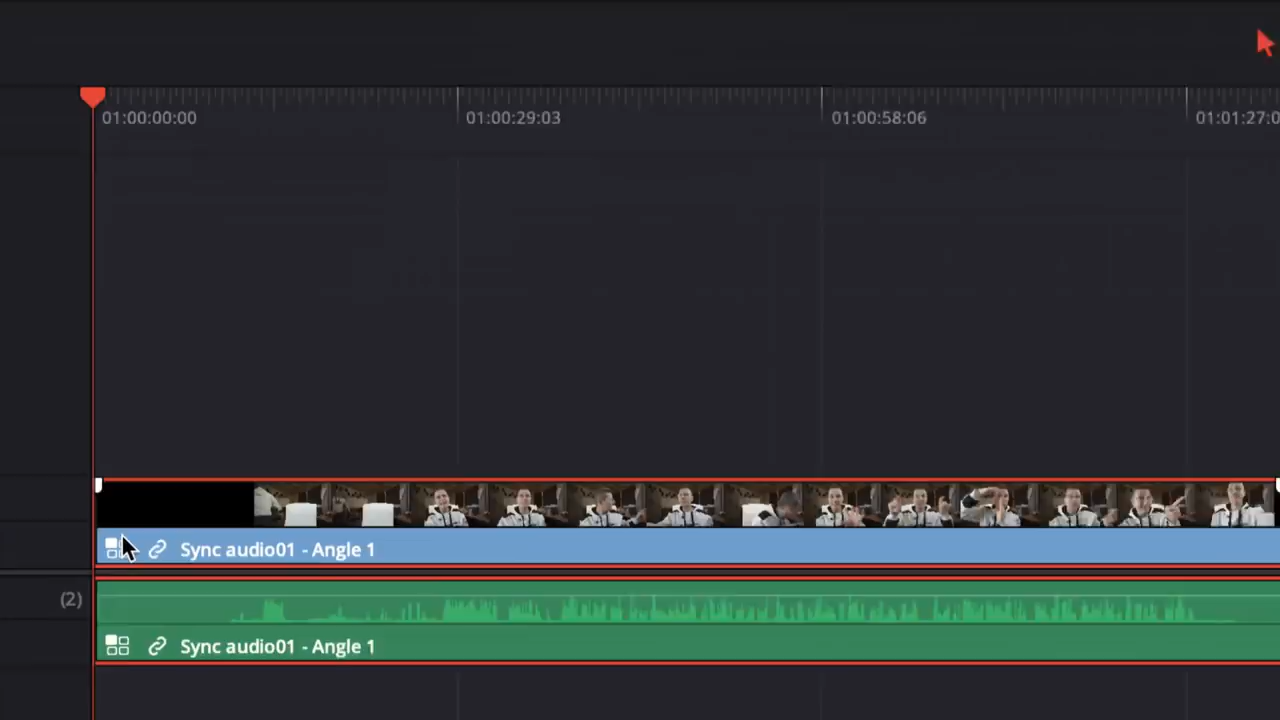 01:00:00:00
01:00:29:03
01:00:58:06
01:01:27:0
Sync audio01 - Angle 1
(2)
Sync audio01 - Angle 1